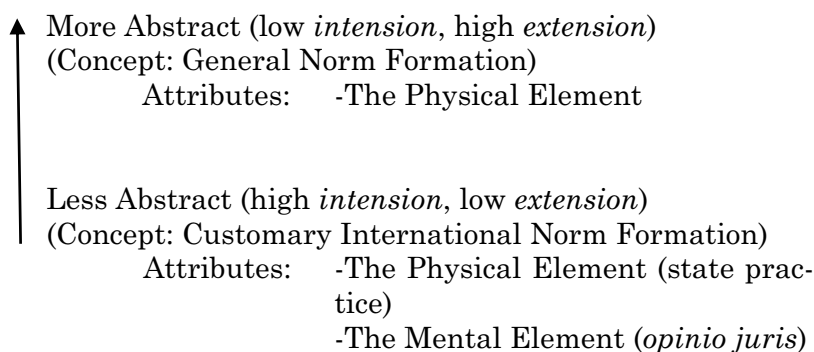 More Abstract (low intension, high extension)
(Concept: General Norm Formation)
Attributes: -The Physical Element
Less Abstract (high intension, low extension)
(Concept: Customary International Norm Formation)
Attributes: -The Physical Element (state prac-
tice)
-The Mental Element (opinio juris)